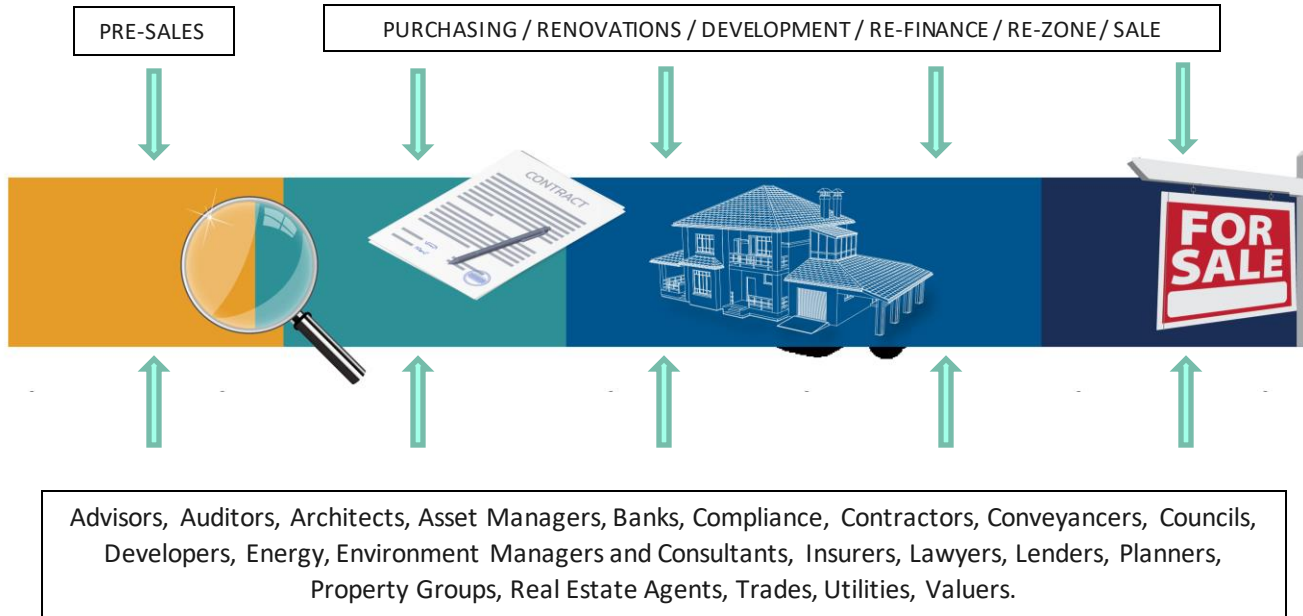 PRE-SALES
PURCHASING / RENOVATIONS / DEVELOPMENT / RE-FINANCE / RE-ZONE/ SALE
CONTRACT
FOR
SALE
Advisors, Auditors, Architects, Asset Managers, Banks, Compliance, Contractors, Conveyancers, Councils,
Developers, Energy, Environment Managers and Consultants, Insurers, Lawyers, Lenders, Planners,
Property Groups, Real Estate Agents, Trades, Utilities, Valuers.